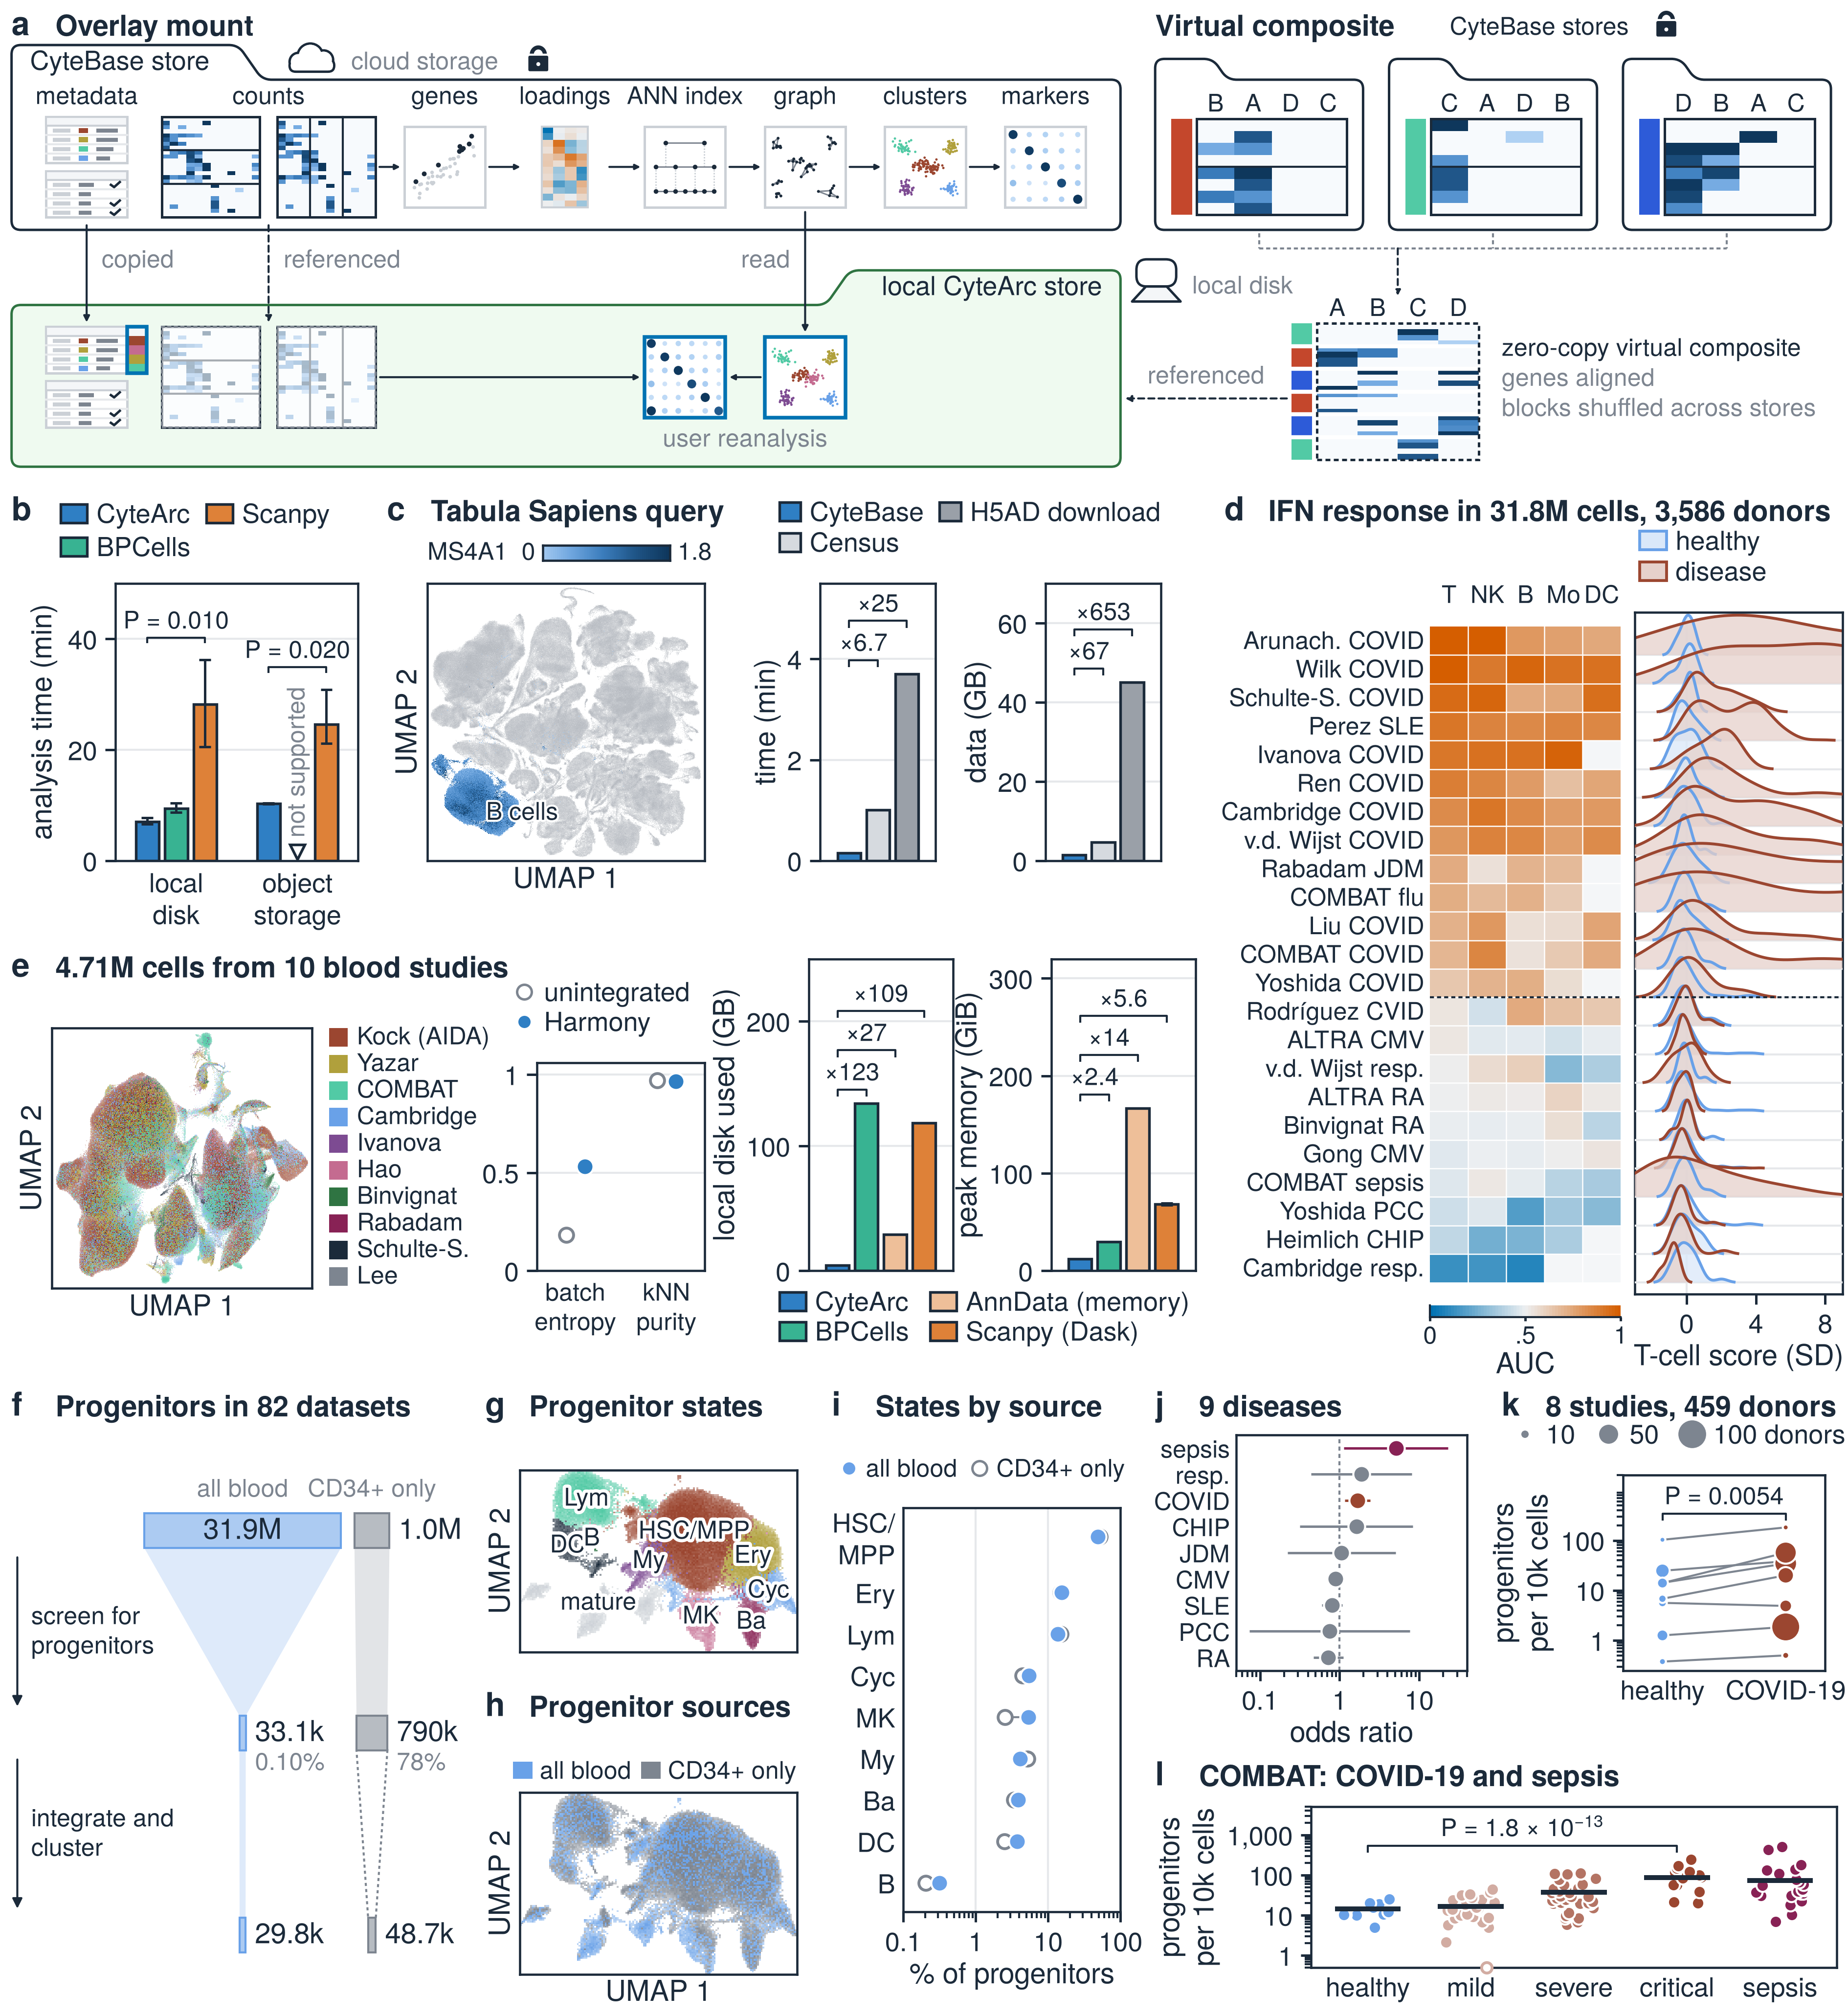 a Overlay mount
CyteBase store
cloud storage
metadata
counts
genes
loadings
ANN index
graph
clusters
markers
copied
referenced
read
local CyteArc store
user reanalysis
Virtual composite
CyteBase stores
B A D C
C A D B
D B A C
local disk
A B C D
referenced
zero-copy virtual composite
genes aligned
blocks shuffled across stores
b
CyteArc
Scanpy
BPCells
analysis time (min)
40
20
0
P = 0.010
P = 0.020
not supported
local
disk
object
storage
c Tabula Sapiens query
MS4A1 0 1.8
UMAP 2
B cells
UMAP 1
CyteBase
H5AD download
Census
time (min)
4
2
0
×25
×6.7
data (GB)
60
40
20
0
×653
×67
d IFN response in 31.8M cells, 3,586 donors
healthy
disease
T NK B Mo DC
Arunach. COVID
Wilk COVID
Schulte-S. COVID
Perez SLE
Ivanova COVID
Ren COVID
Cambridge COVID
v.d. Wijst COVID
Rabadam JDM
COMBAT flu
Liu COVID
COMBAT COVID
Yoshida COVID
Rodríguez CVID
ALTRA CMV
v.d. Wijst resp.
ALTRA RA
Binvignat RA
Gong CMV
COMBAT sepsis
Yoshida PCC
Heimlich CHIP
Cambridge resp.
0 .5 1
AUC
0 4 8
T-cell score (SD)
e 4.71M cells from 10 blood studies
UMAP 2
UMAP 1
Kock (AIDA)
Yazar
COMBAT
Cambridge
Ivanova
Hao
Binvignat
Rabadam
Schulte-S.
Lee
unintegrated
Harmony
1
0.5
0
batch
entropy
kNN
purity
local disk used (GB)
200
100
0
×109
×27
×123
peak memory (GiB)
300
200
100
0
×5.6
×14
×2.4
CyteArc
AnnData (memory)
BPCells
Scanpy (Dask)
f Progenitors in 82 datasets
all blood
CD34+ only
31.9M
1.0M
screen for
progenitors
33.1k
0.10%
790k
78%
integrate and
cluster
29.8k
48.7k
g Progenitor states
UMAP 2
Lym
HSC/MPP
DC
B
My
Ery
Cyc
mature
MK
Ba
h Progenitor sources
all blood
CD34+ only
UMAP 2
UMAP 1
i States by source
all blood
CD34+ only
HSC/
MPP
Ery
Lym
Cyc
MK
My
Ba
DC
B
0.1 1 10 100
% of progenitors
j 9 diseases
sepsis
resp.
COVID
CHIP
JDM
CMV
SLE
PCC
RA
0.1 1 10
odds ratio
k 8 studies, 459 donors
10 50 100 donors
progenitors
per 10k cells
100
10
1
P = 0.0054
healthy
COVID-19
l COMBAT: COVID-19 and sepsis
progenitors
per 10k cells
1,000
100
10
1
P = 1.8 × 10⁻¹³
healthy
mild
severe
critical
sepsis